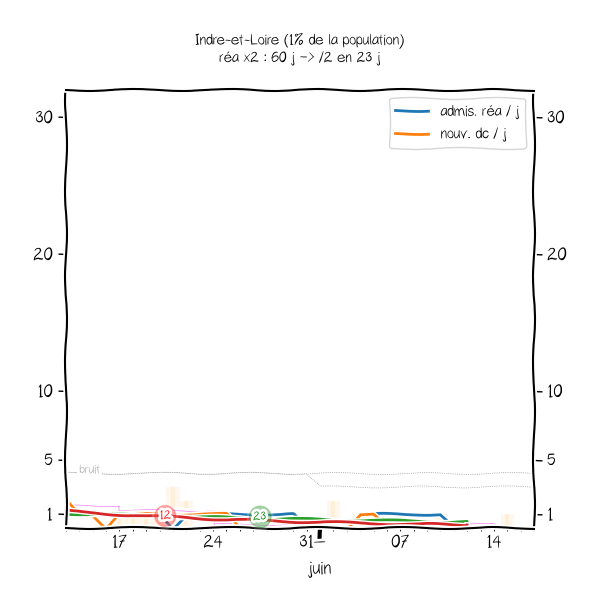 Indre-et-Loire (1% de la population)
réa x2 : 60 j -> /2 en 23 j
admis. réa / j
nouv. dc / j
30
30
20
20
10
10
5
5
bruit
1
12
23
1
17
24
31
07
14
juin